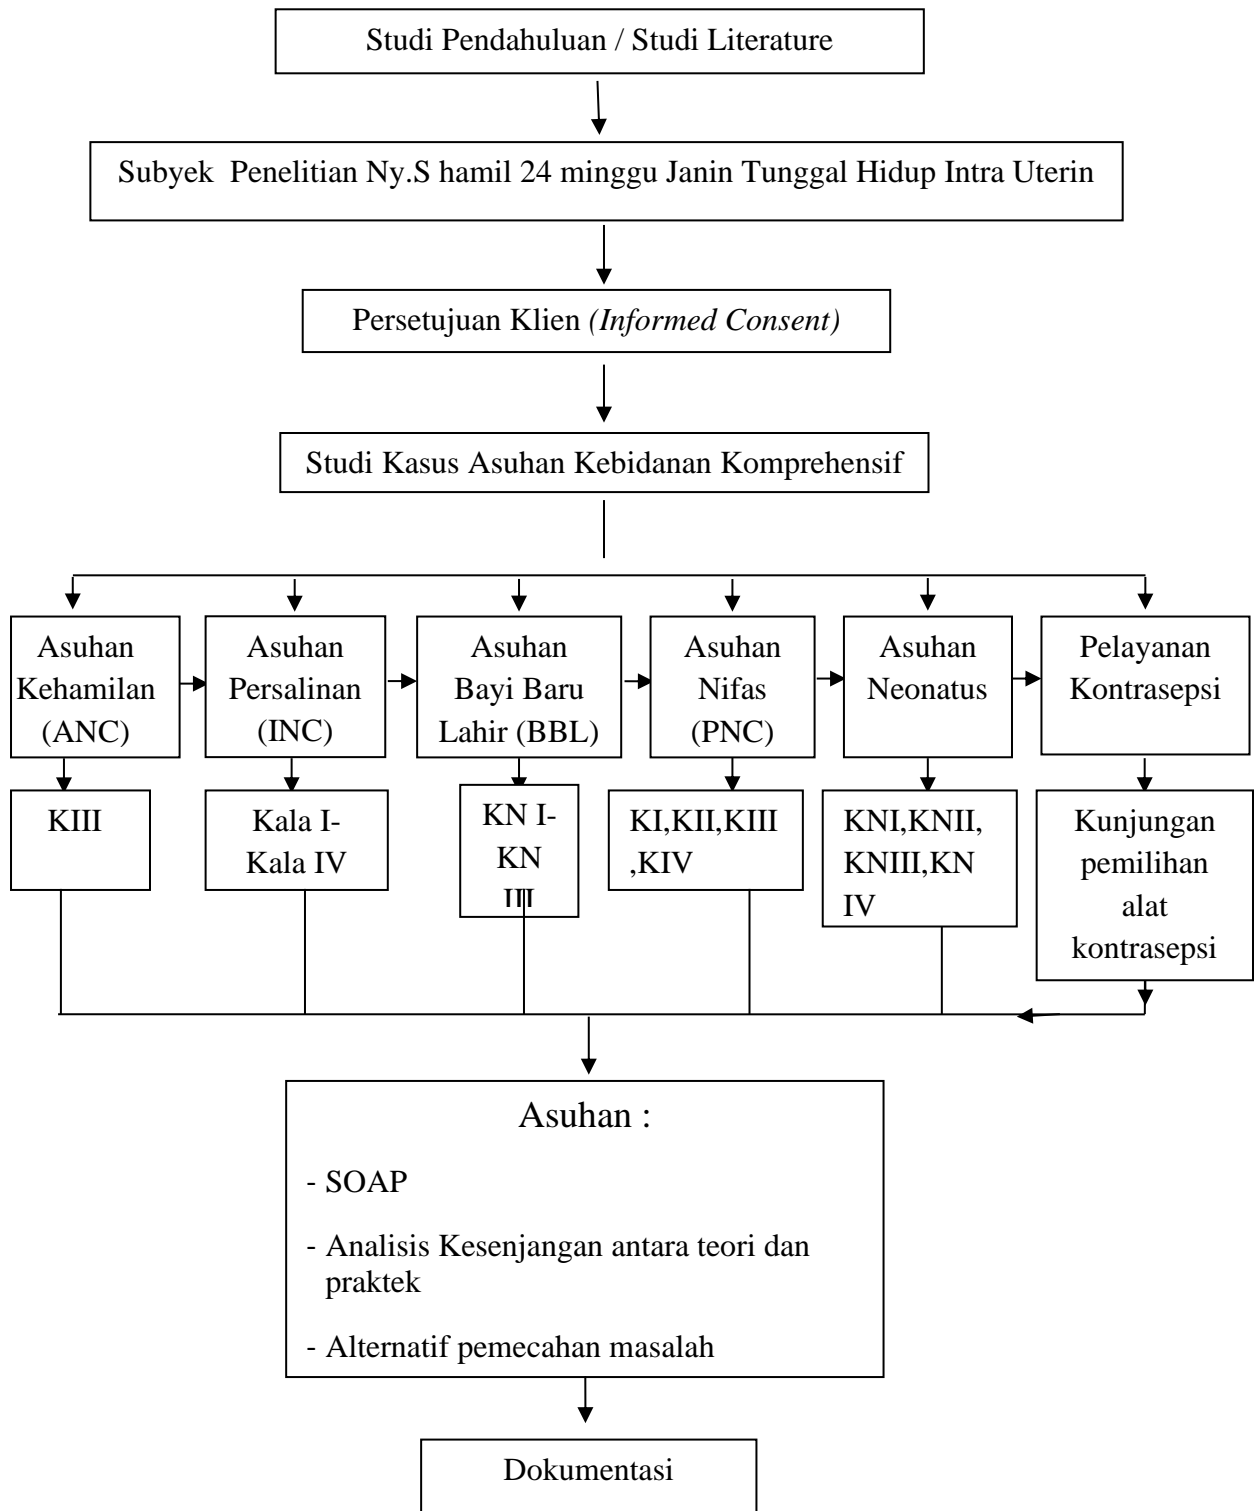 Studi Pendahuluan / Studi Literature
Subyek Penelitian Ny.S hamil 24 minggu Janin Tunggal Hidup Intra Uterin
Persetujuan Klien (Informed Consent)
Studi Kasus Asuhan Kebidanan Komprehensif
Asuhan
Kehamilan
(ANC)
Asuhan
Persalinan
(INC)
Asuhan
Bayi Baru
Lahir (BBL)
Asuhan
Nifas
(PNC)
Asuhan
Neonatus
Pelayanan
Kontrasepsi
KIII
Kala I-
Kala IV
KN I-
KN
III
KI,KII,KIII
,KIV
KNI,KNII,
KNIII,KN
IV
Kunjungan
pemilihan
alat
kontrasepsi
Asuhan :
- SOAP
- Analisis Kesenjangan antara teori dan
praktek
- Alternatif pemecahan masalah
Dokumentasi